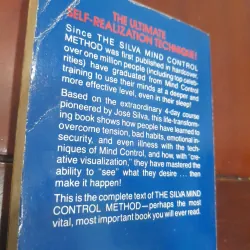 THE ULTIMATE
SELF-REALIZATION TECHNIQUE!
Since THE SILVA MIND CONTROL
METHOD was first published in hardcover,
over one million people (including top celeb-
rities) have graduated from Mind Control
training to use their minds at a deeper and
more effective level, even in their sleep!
Based on the extraordinary 4-day course
pioneered by Jose Silva, this life-transform-
ing book shows how people have learned to
overcome tension, bad habits, emotional in-
security, and even illness with the tech-
niques of Mind Control, and how, with "cre-
ative visualization," they have mastered the
ability to "see" what they desire . . . then
make it happen!
This is the complete text of THE SILVA MIND
CONTROL METHOD—perhaps the most
vital, most important book you will ever read.